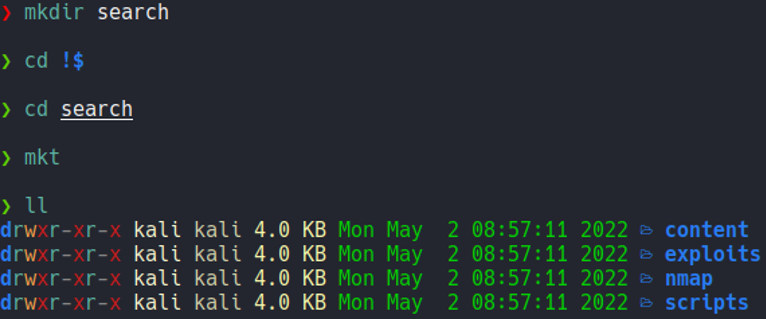 ❯ mkdir search
❯ cd !$
❯ cd search
❯ mkt
❯ ll
drwxr-xr-x kali kali 4.0 KB Mon May  2 08:57:11 2022 🗁 content
drwxr-xr-x kali kali 4.0 KB Mon May  2 08:57:11 2022 🗁 exploits
drwxr-xr-x kali kali 4.0 KB Mon May  2 08:57:11 2022 🗁 nmap
drwxr-xr-x kali kali 4.0 KB Mon May  2 08:57:11 2022 🗁 scripts